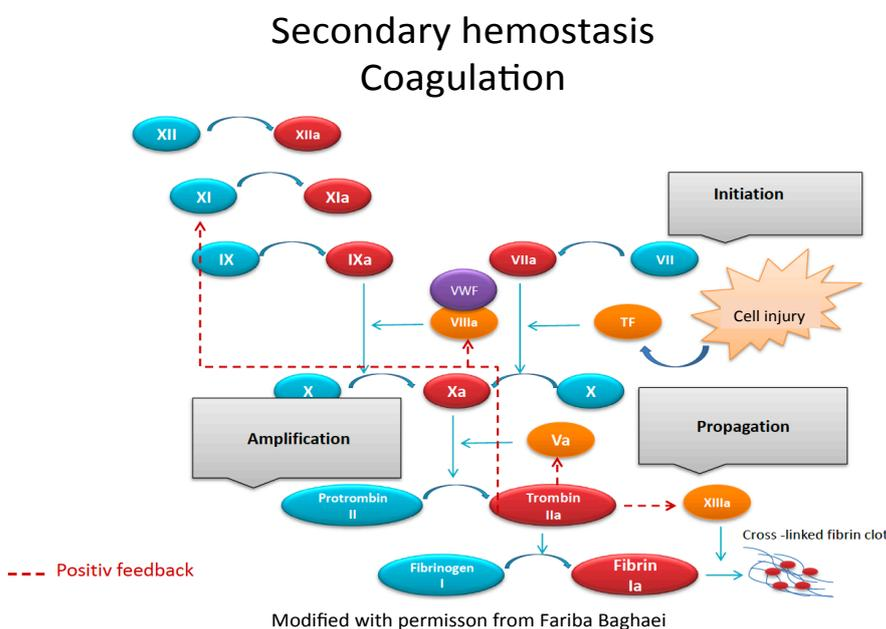 Secondary hemostasis
Coagulation
XII
XIIa
XI
XIa
Initiation
IX
IXa
VIIa
VII
VWF
VIIIa
TF
Cell injury
X
Xa
X
Amplification
Va
Propagation
Protrombin
II
Trombin
IIa
XIIIa
Cross -linked fibrin clot
Positiv feedback
Fibrinogen
I
Fibrin
Ia
Modified with permisson from Fariba Baghaei